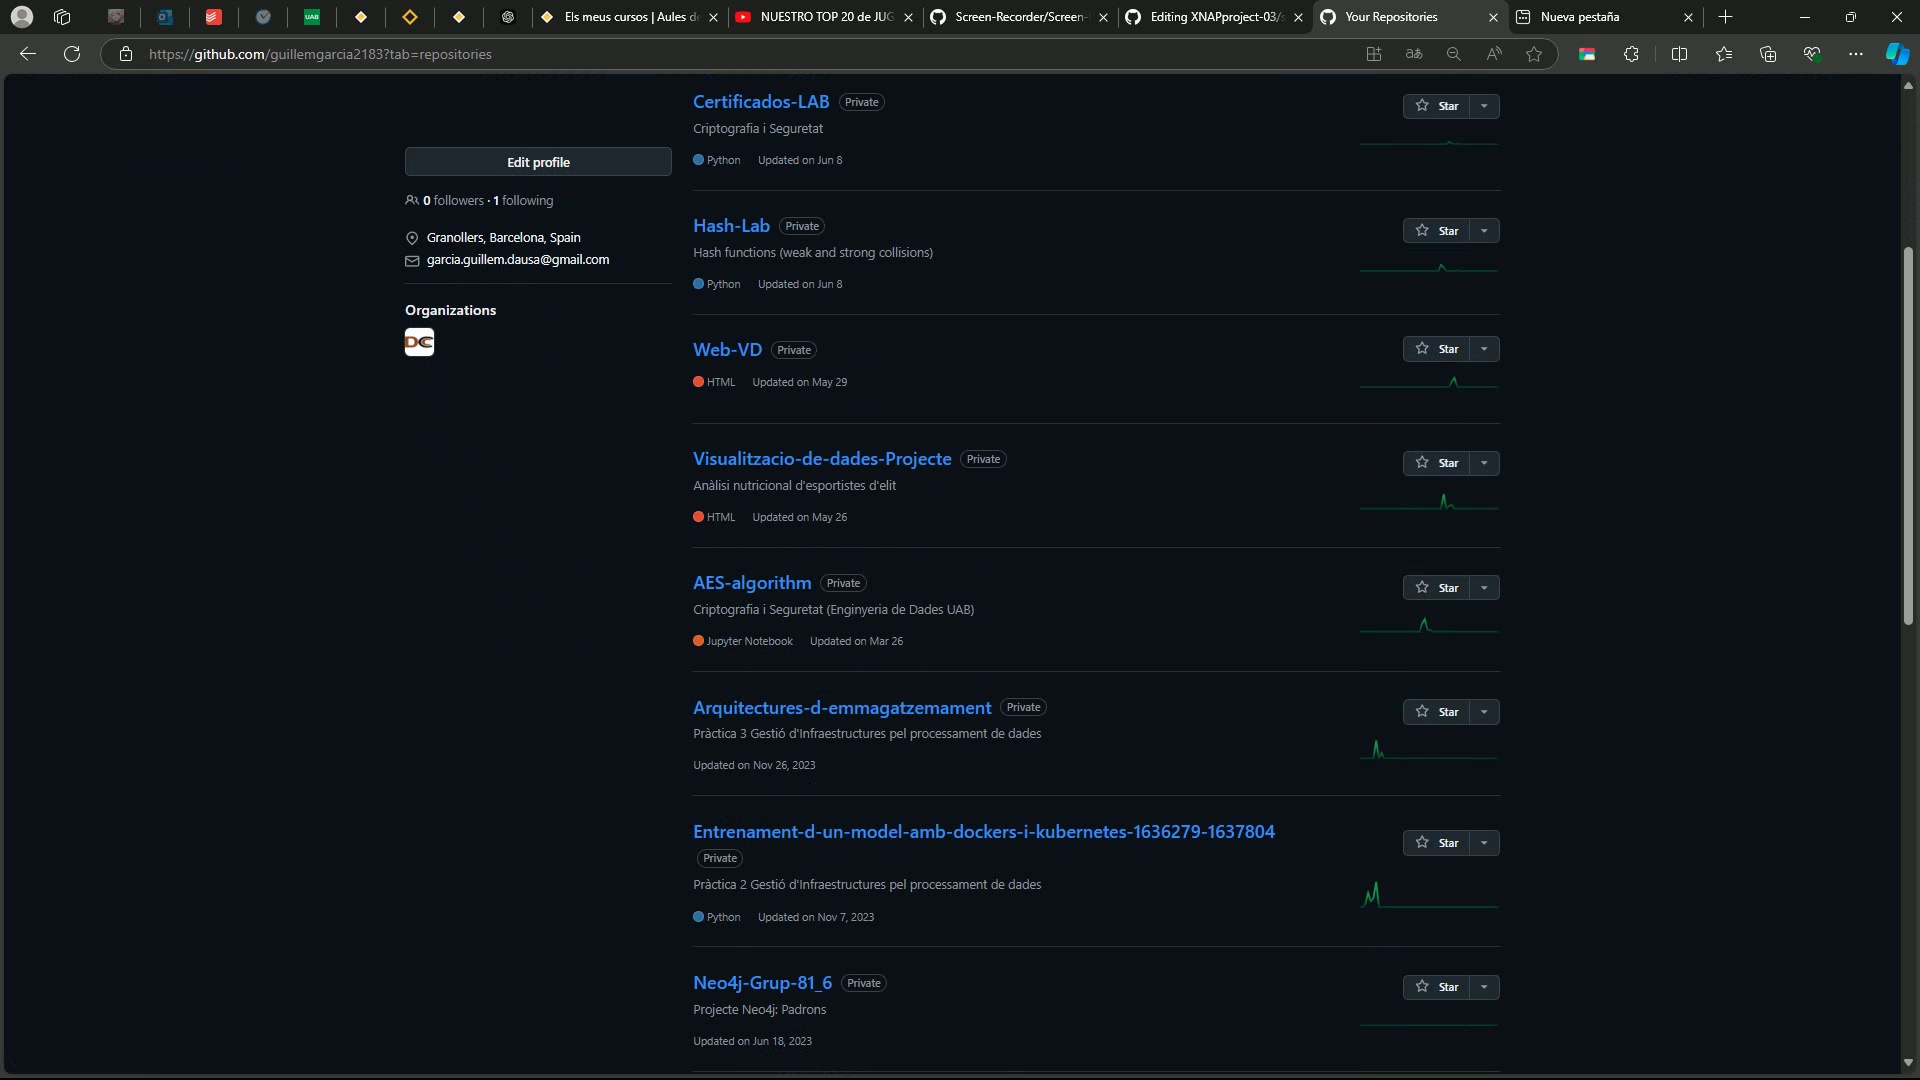 UAB
Els meus cursos | Aules d
NUESTRO TOP 20 de JUG
Screen-Recorder/Screen-
Editing XNAPproject-03/s
Your Repositories
Nueva pestaña
https://github.com/guillemgarcia2183?tab=repositories
Edit profile
0 followers · 1 following
Granollers, Barcelona, Spain
garcia.guillem.dausa@gmail.com
Organizations
DC
Certificados-LAB Private
Star
Criptografia i Seguretat
Python Updated on Jun 8
Hash-Lab Private
Star
Hash functions (weak and strong collisions)
Python Updated on Jun 8
Web-VD Private
Star
HTML Updated on May 29
Visualitzacio-de-dades-Projecte Private
Star
Anàlisi nutricional d'esportistes d'elit
HTML Updated on May 26
AES-algorithm Private
Star
Criptografia i Seguretat (Enginyeria de Dades UAB)
Jupyter Notebook Updated on Mar 26
Arquitectures-d-emmagatzemament Private
Star
Pràctica 3 Gestió d'Infraestructures pel processament de dades
Updated on Nov 26, 2023
Entrenament-d-un-model-amb-dockers-i-kubernetes-1636279-1637804
Star
Private
Pràctica 2 Gestió d'Infraestructures pel processament de dades
Python Updated on Nov 7, 2023
Neo4j-Grup-81_6 Private
Star
Projecte Neo4j: Padrons
Updated on Jun 18, 2023